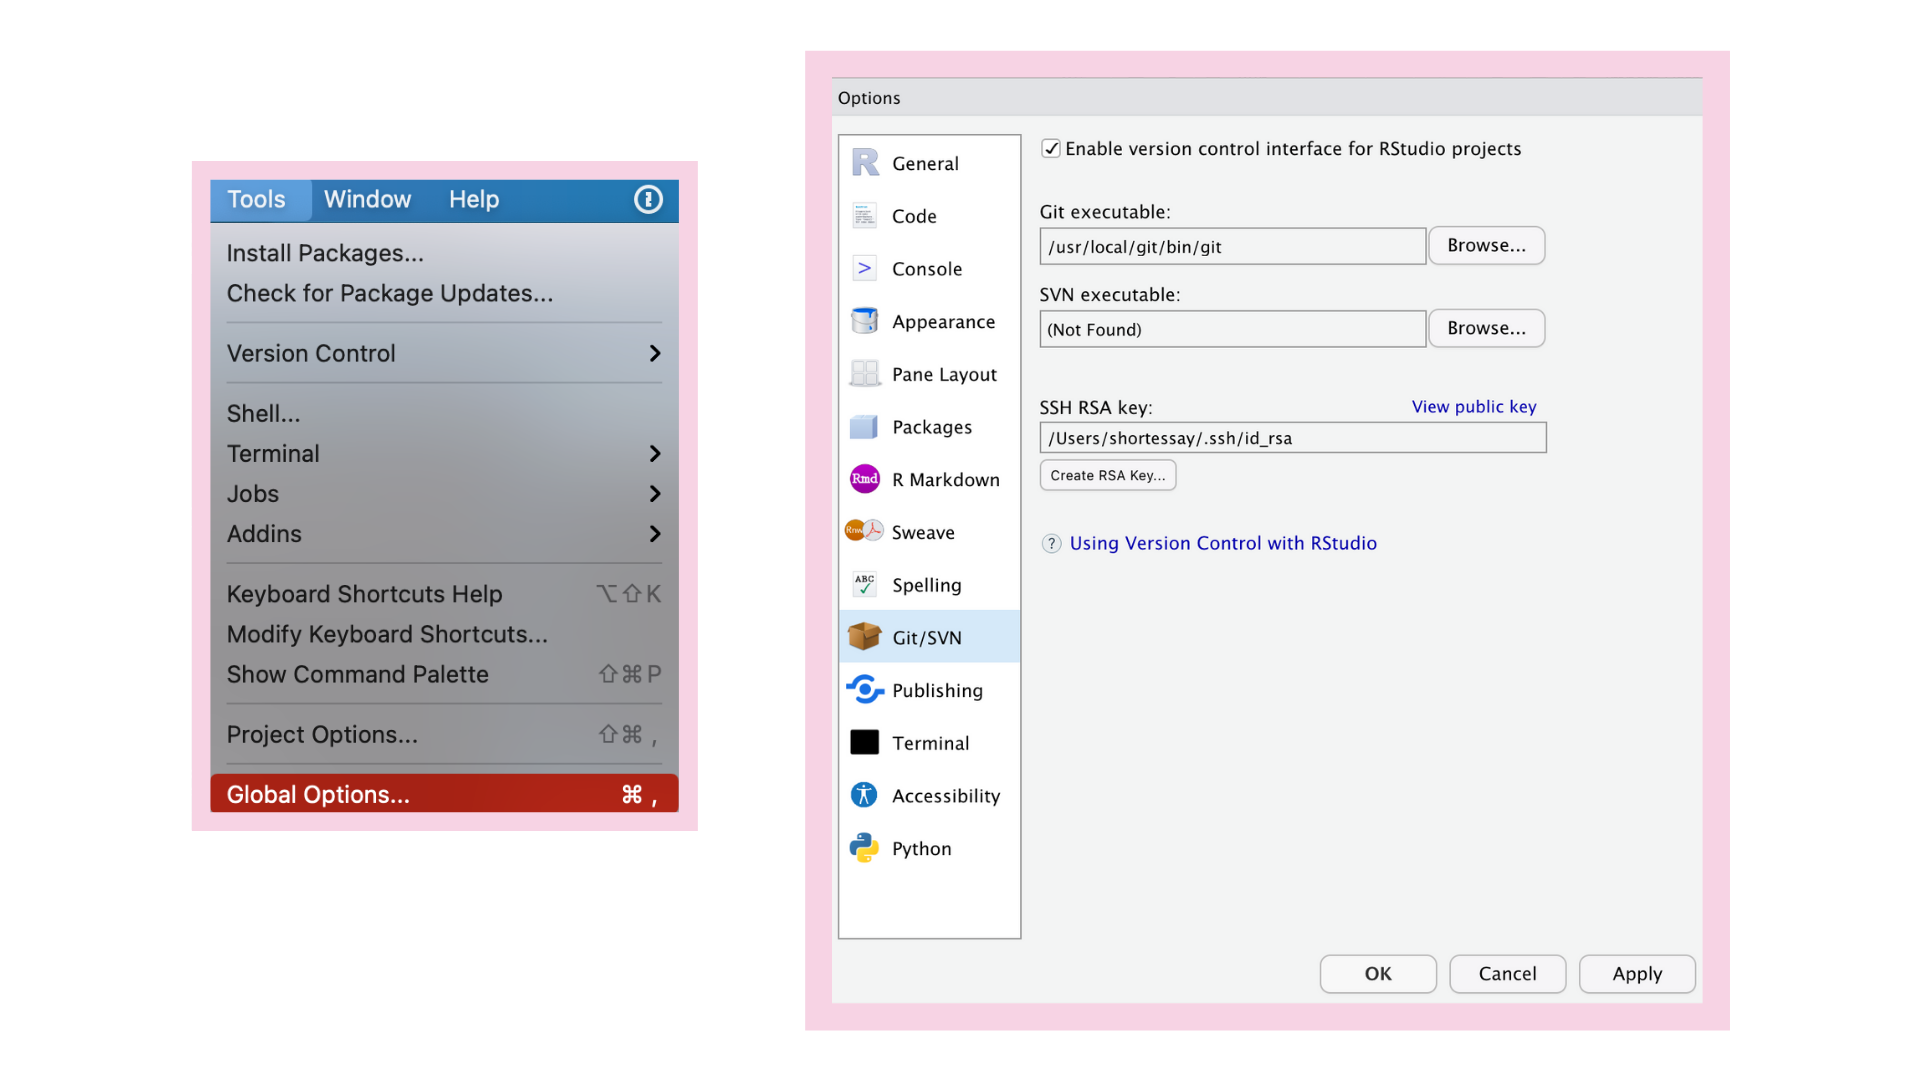 Tools Window Help
Install Packages...
Check for Package Updates...
Version Control
Shell...
Terminal
Jobs
Addins
Keyboard Shortcuts Help ⌥⇧K
Modify Keyboard Shortcuts...
Show Command Palette ⇧⌘P
Project Options... ⇧⌘,
Global Options... ⌘,
Options
R General
Code
> Console
Appearance
Pane Layout
Packages
Rmd R Markdown
Rnw Sweave
ABC Spelling
Git/SVN
Publishing
Terminal
Accessibility
Python
Enable version control interface for RStudio projects
Git executable:
/usr/local/git/bin/git Browse...
SVN executable:
(Not Found) Browse...
SSH RSA key: View public key
/Users/shortessay/.ssh/id_rsa
Create RSA Key...
? Using Version Control with RStudio
OK Cancel Apply